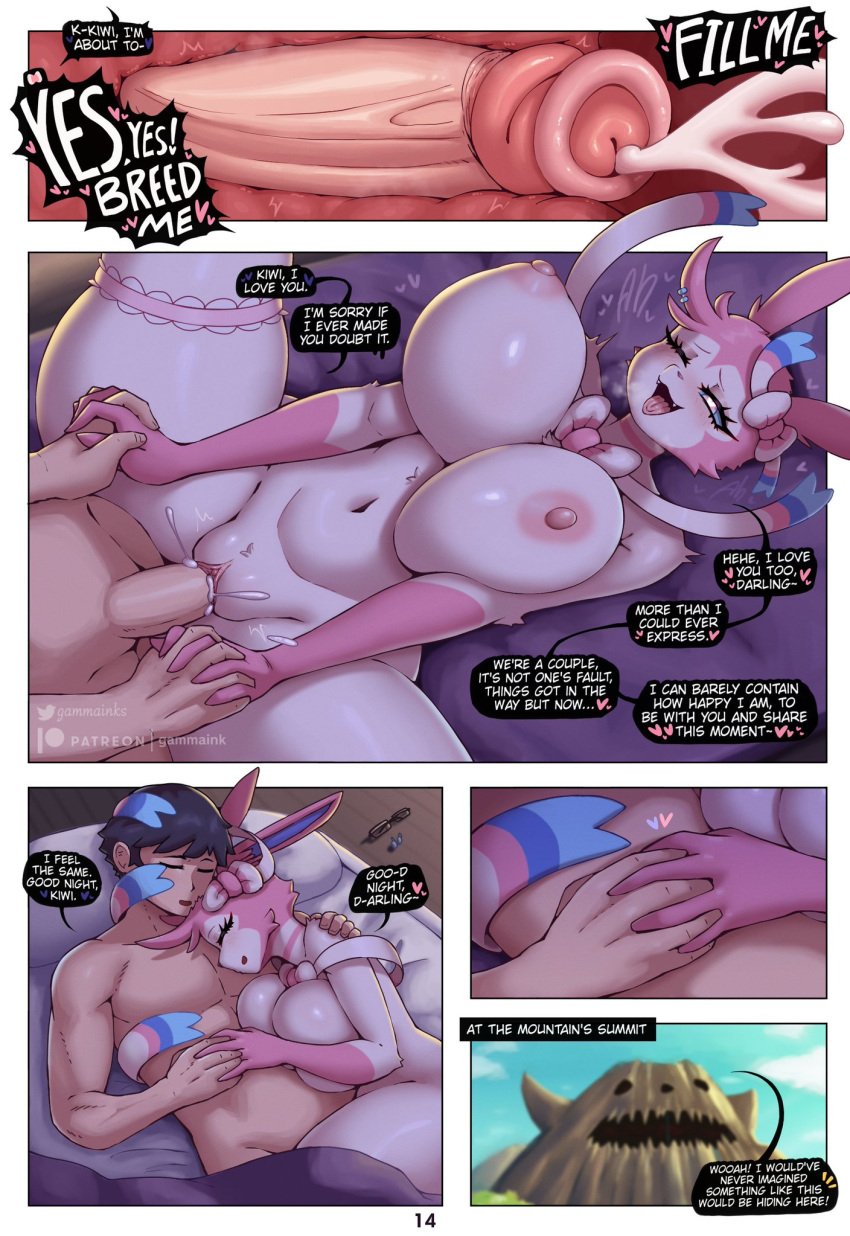 K-KIWI, I'M
ABOUT TO-
FILL ME
YES,
YES!
BREED
ME
KIWI, I
LOVE YOU.
I'M SORRY IF
I EVER MADE
YOU DOUBT IT.
Ah
Ah
HEHE, I LOVE
YOU TOO,
DARLING~
MORE THAN I
COULD EVER
EXPRESS.
WE'RE A COUPLE,
IT'S NOT ONE'S FAULT,
THINGS GOT IN THE
WAY BUT NOW...
I CAN BARELY CONTAIN
HOW HAPPY I AM, TO
BE WITH YOU AND SHARE
THIS MOMENT~
gammainks
PATREON | gammaink
I FEEL
THE SAME.
GOOD NIGHT,
KIWI.
GOO-D
NIGHT,
D-ARLING~
AT THE MOUNTAIN'S SUMMIT
WOOAH! I WOULD'VE
NEVER IMAGINED
SOMETHING LIKE THIS
WOULD BE HIDING HERE!
14